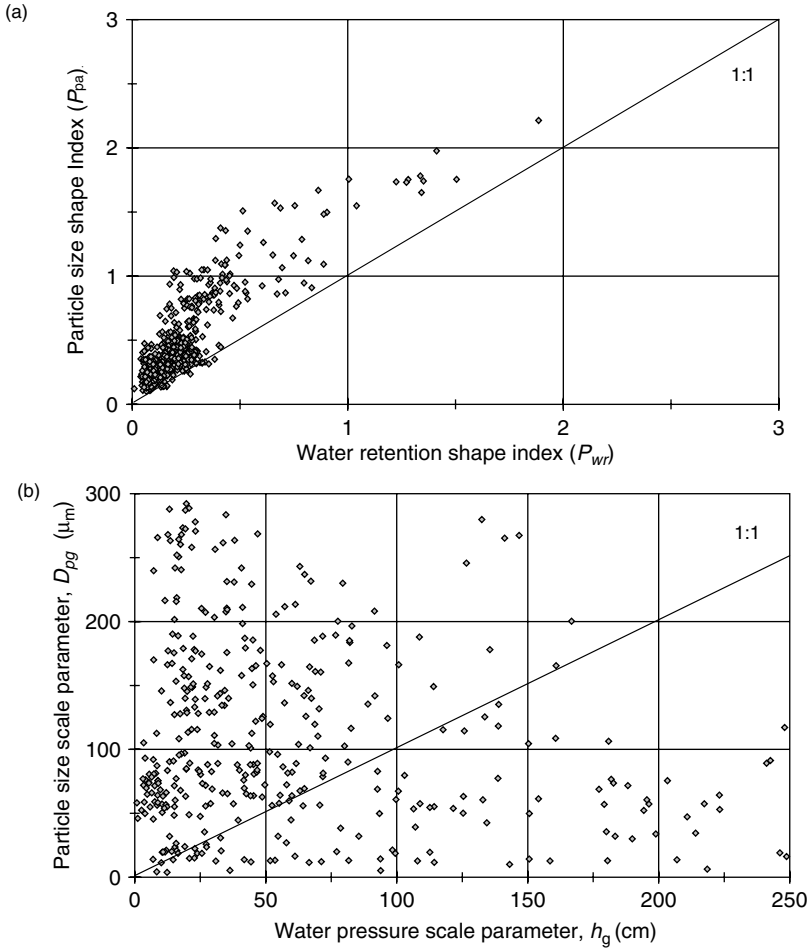 (a)
3
2
1
0
Particle size shape Index (Ppa).
1:1
0 1 2 3
Water retention shape index (Pwr)
(b)
300
200
100
0
Particle size scale parameter, Dpg (μm)
1:1
0 50 100 150 200 250
Water pressure scale parameter, hg (cm)